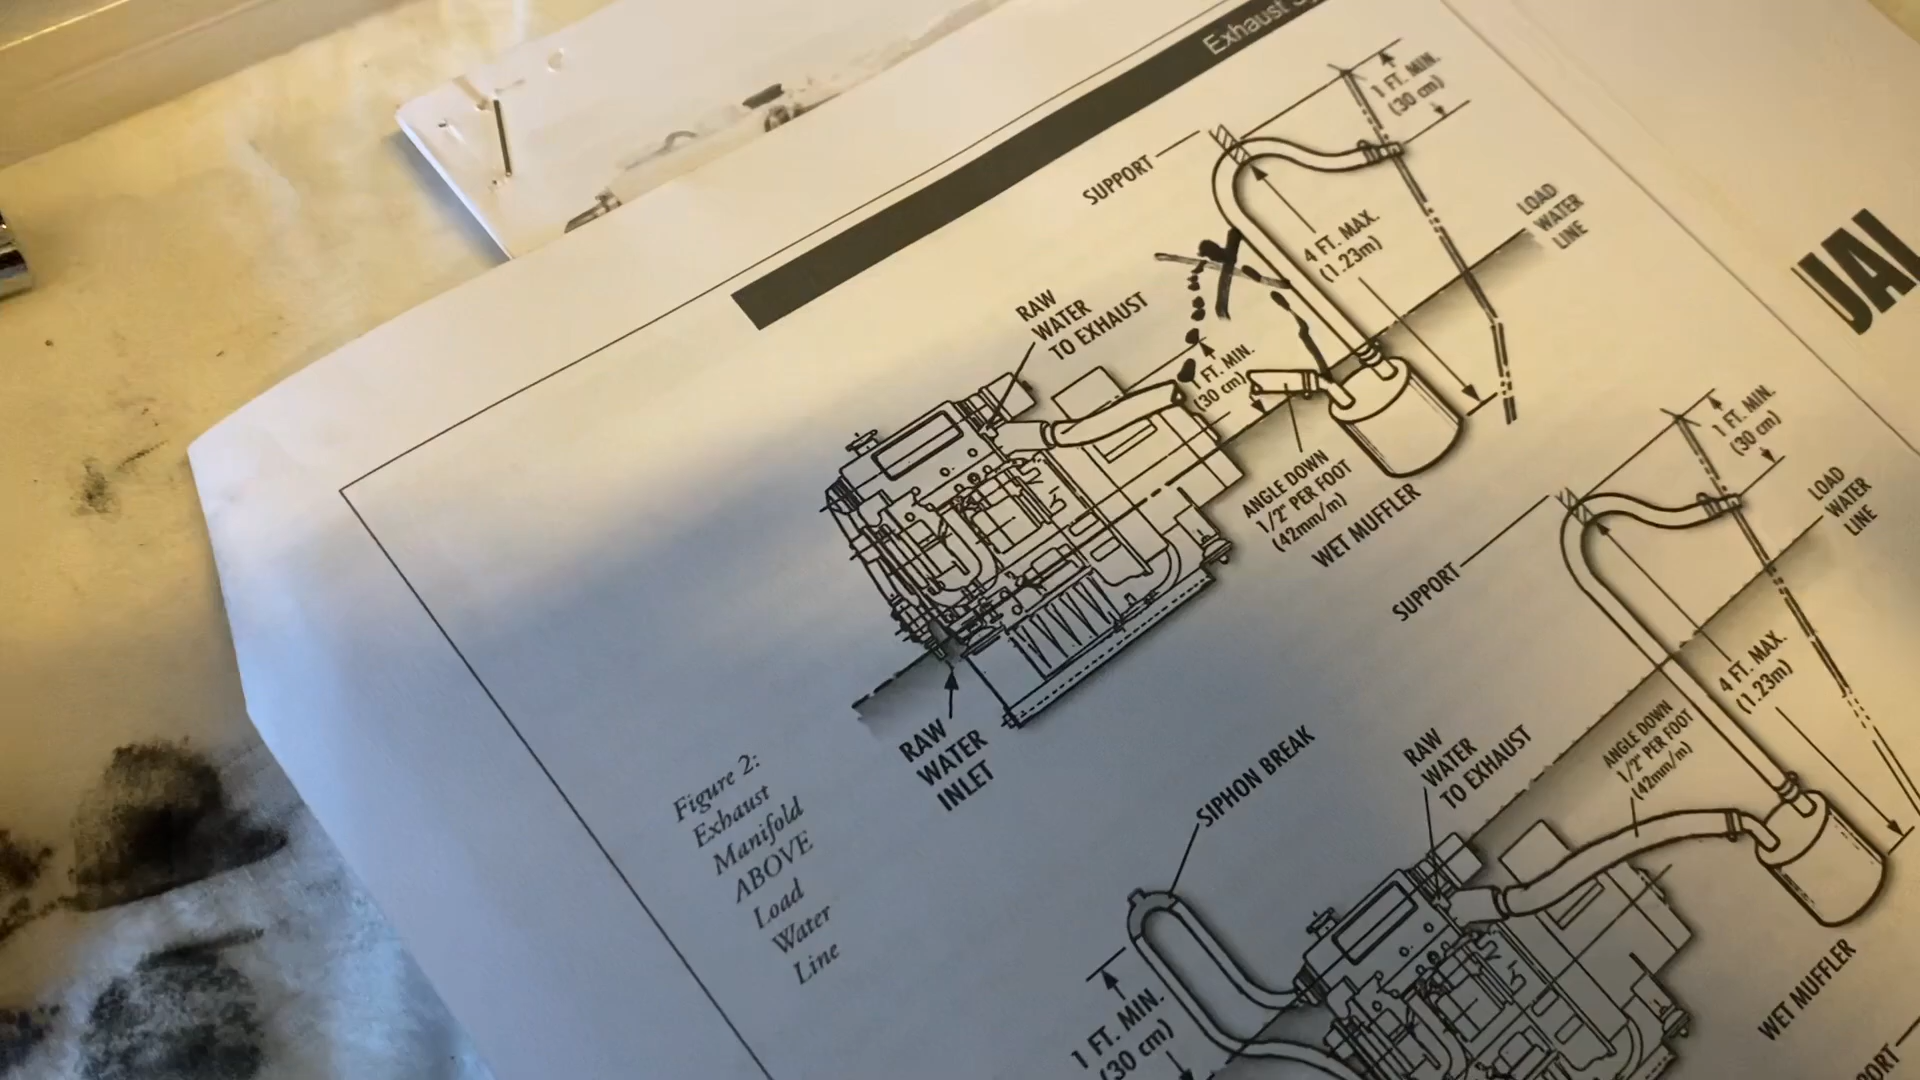 Exhaust
1 FT. MIN.
(30 cm)
SUPPORT
4 FT. MAX.
(1.23m)
LOAD
WATER
LINE
RAW
WATER
TO EXHAUST
1 FT. MIN.
(30 cm)
ANGLE DOWN
1/2" PER FOOT
(42mm/m)
WET MUFFLER
RAW
WATER
INLET
Figure 2:
Exhaust
Manifold
ABOVE
Load
Water
Line
1 FT. MIN.
(30 cm)
LOAD
WATER
LINE
SUPPORT
4 FT. MAX.
(1.23m)
ANGLE DOWN
1/2" PER FOOT
(42mm/m)
RAW
WATER
TO EXHAUST
SIPHON BREAK
1 FT. MIN.
(30 cm)
WET MUFFLER